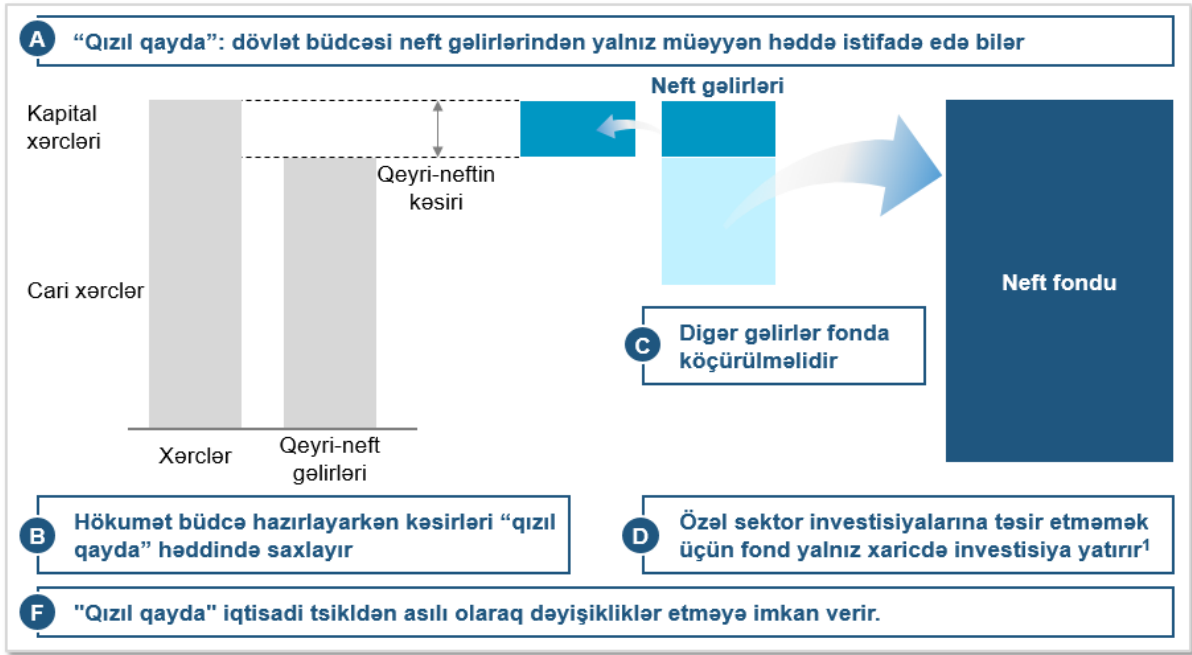 A
“Qızıl qayda”: dövlət büdcəsi neft gəlirlərindən yalnız müəyyən həddə istifadə edə bilər
Neft gəlirləri
Kapital
xərcləri
Qeyri-neftin
kəsiri
Cari xərclər
Neft fondu
C
Digər gəlirlər fonda
köçürülməlidir
Xərclər
Qeyri-neft
gəlirləri
B
Hökumət büdcə hazırlayarkən kəsirləri “qızıl
qayda” həddində saxlayır
D
Özəl sektor investisiyalarına təsir etməmək
üçün fond yalnız xaricdə investisiya yatırır¹
F
"Qızıl qayda" iqtisadi tsikldən asılı olaraq dəyişikliklər etməyə imkan verir.